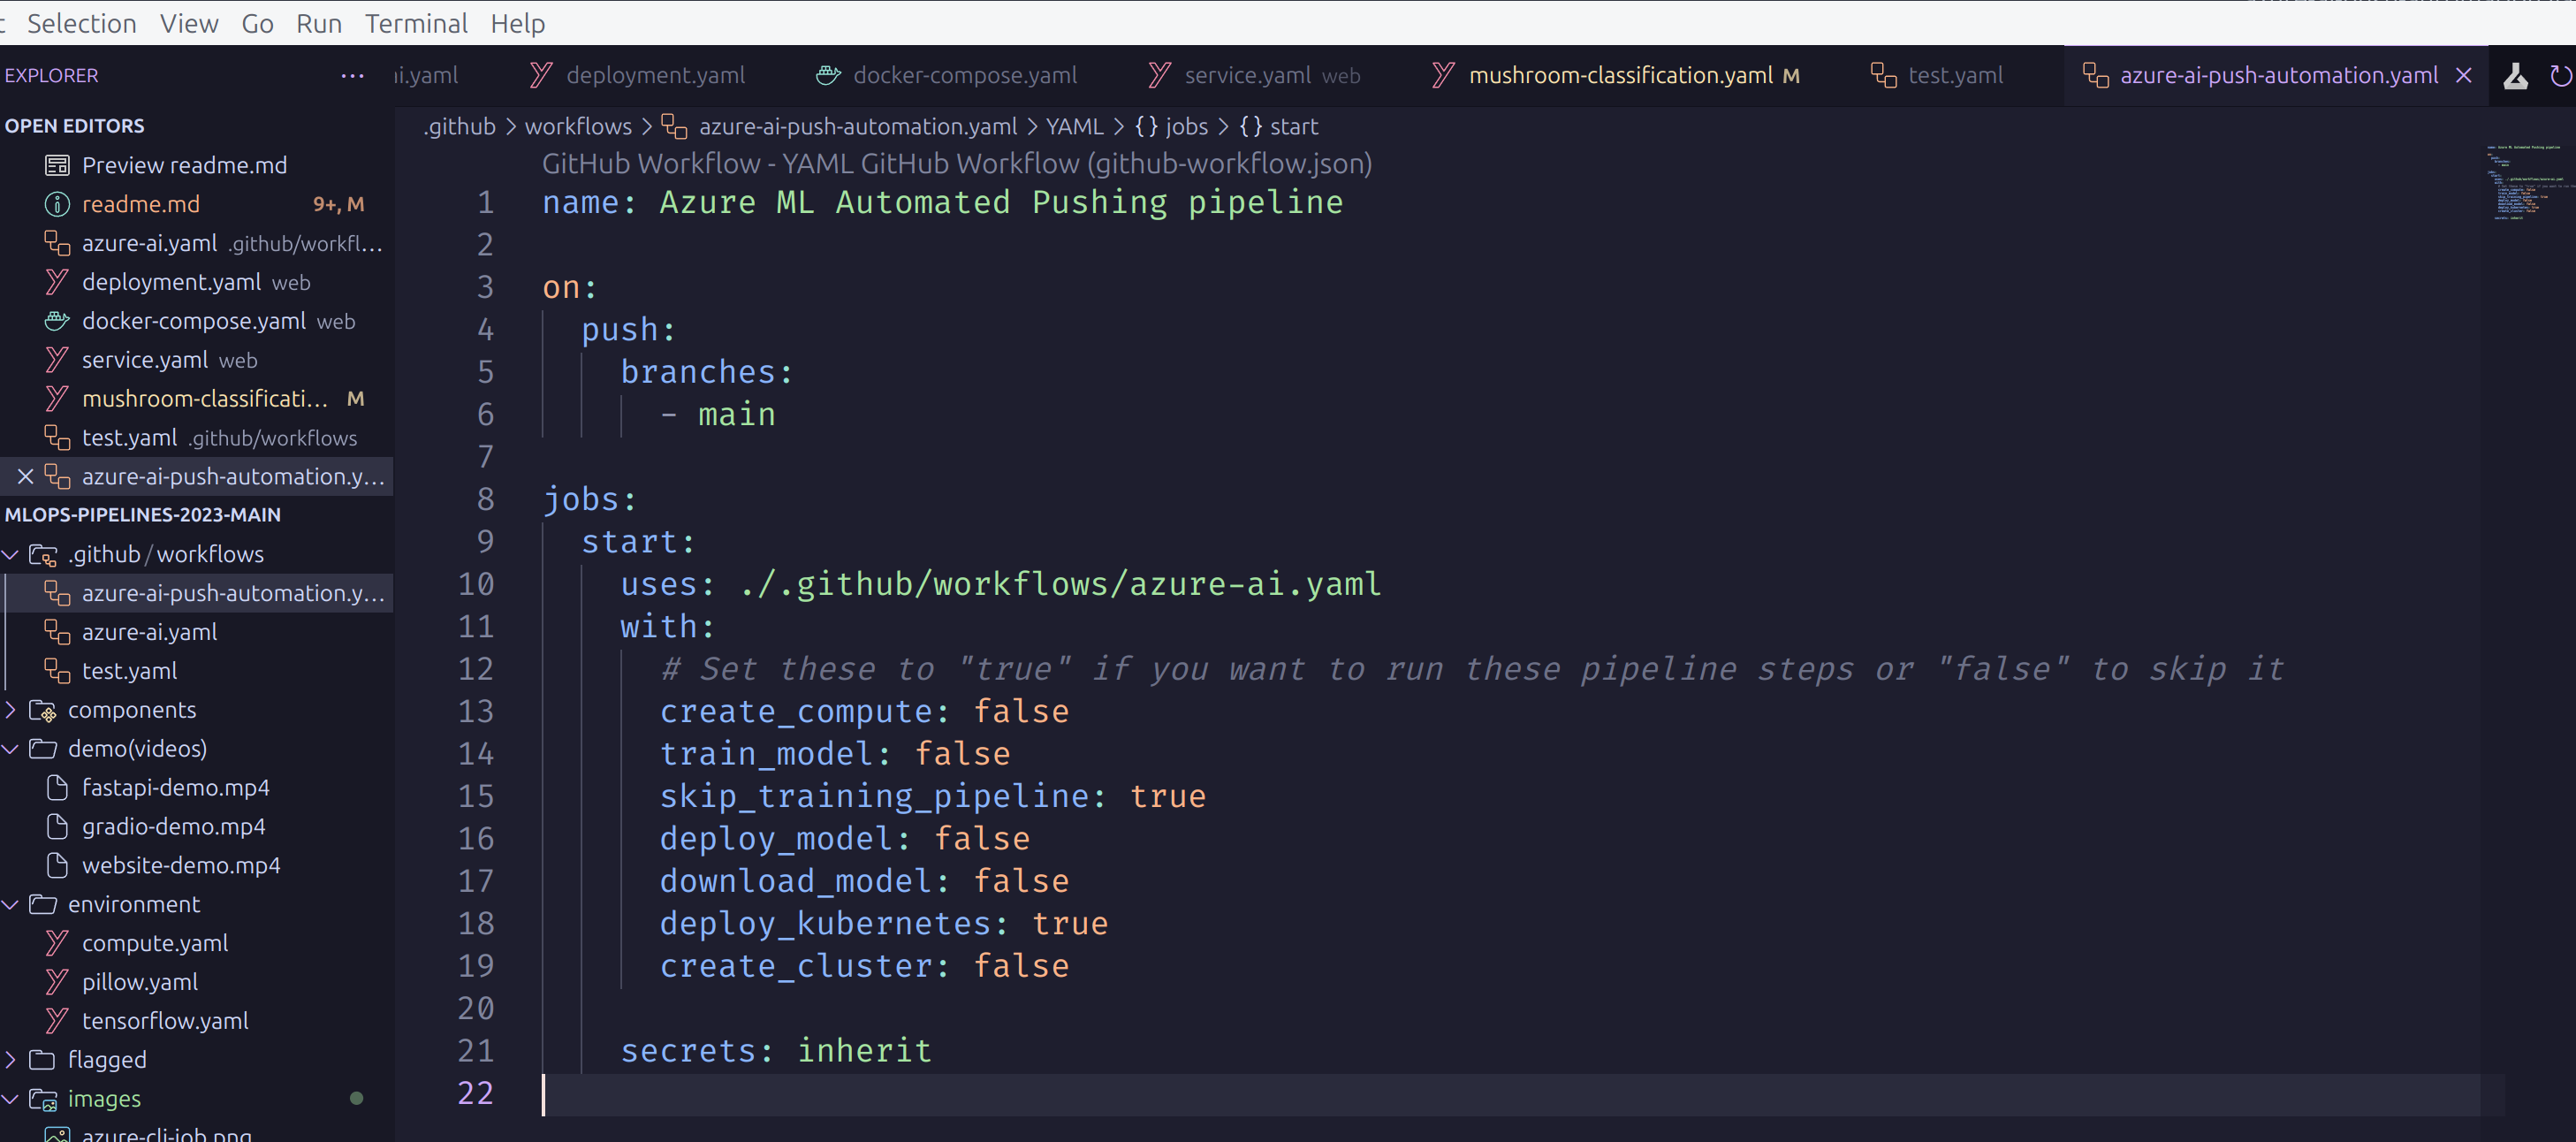 Selection View Go Run Terminal Help
EXPLORER ...
ai.yaml deployment.yaml docker-compose.yaml service.yaml web mushroom-classification.yaml M test.yaml azure-ai-push-automation.yaml
OPEN EDITORS
Preview readme.md
readme.md 9+, M
azure-ai.yaml .github/workfl...
deployment.yaml web
docker-compose.yaml web
service.yaml web
mushroom-classificati... M
test.yaml .github/workflows
azure-ai-push-automation.y...
MLOPS-PIPELINES-2023-MAIN
.github/workflows
azure-ai-push-automation.y...
azure-ai.yaml
test.yaml
components
demo(videos)
fastapi-demo.mp4
gradio-demo.mp4
website-demo.mp4
environment
compute.yaml
pillow.yaml
tensorflow.yaml
flagged
images
azure-cli-job.png
.github > workflows > azure-ai-push-automation.yaml > YAML > {} jobs > {} start
GitHub Workflow - YAML GitHub Workflow (github-workflow.json)
1 name: Azure ML Automated Pushing pipeline
2
3 on:
4 push:
5 branches:
6 - main
7
8 jobs:
9 start:
10 uses: ./.github/workflows/azure-ai.yaml
11 with:
12 # Set these to "true" if you want to run these pipeline steps or "false" to skip it
13 create_compute: false
14 train_model: false
15 skip_training_pipeline: true
16 deploy_model: false
17 download_model: false
18 deploy_kubernetes: true
19 create_cluster: false
20
21 secrets: inherit
22